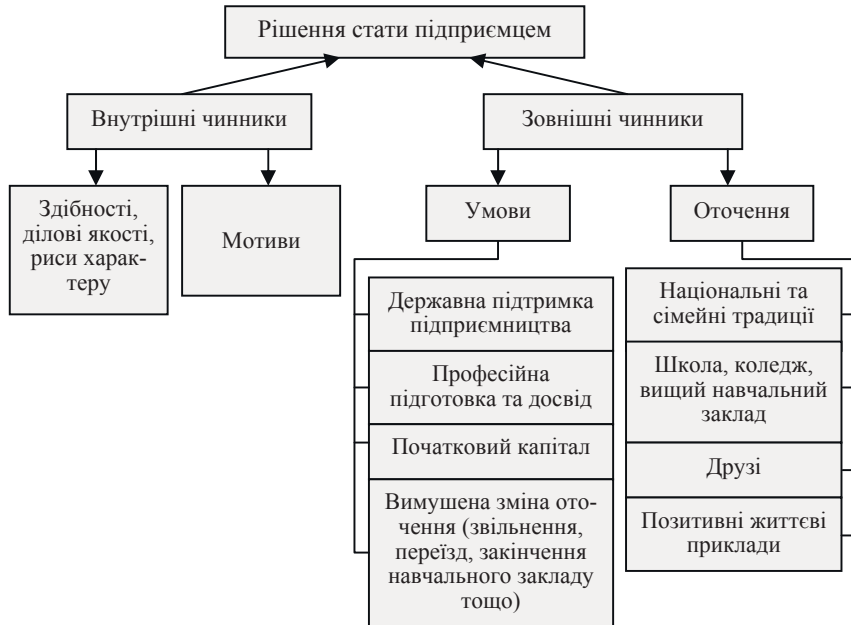 Рішення стати підприємцем
Внутрішні чинники
Зовнішні чинники
Здібності,
ділові якості,
риси харак-
теру
Мотиви
Умови
Оточення
Державна підтримка
підприємництва
Професійна
підготовка та досвід
Початковий капітал
Вимушена зміна ото-
чення (звільнення,
переїзд, закінчення
навчального закладу
тощо)
Національні та
сімейні традиції
Школа, коледж,
вищий навчальний
заклад
Друзі
Позитивні життєві
приклади